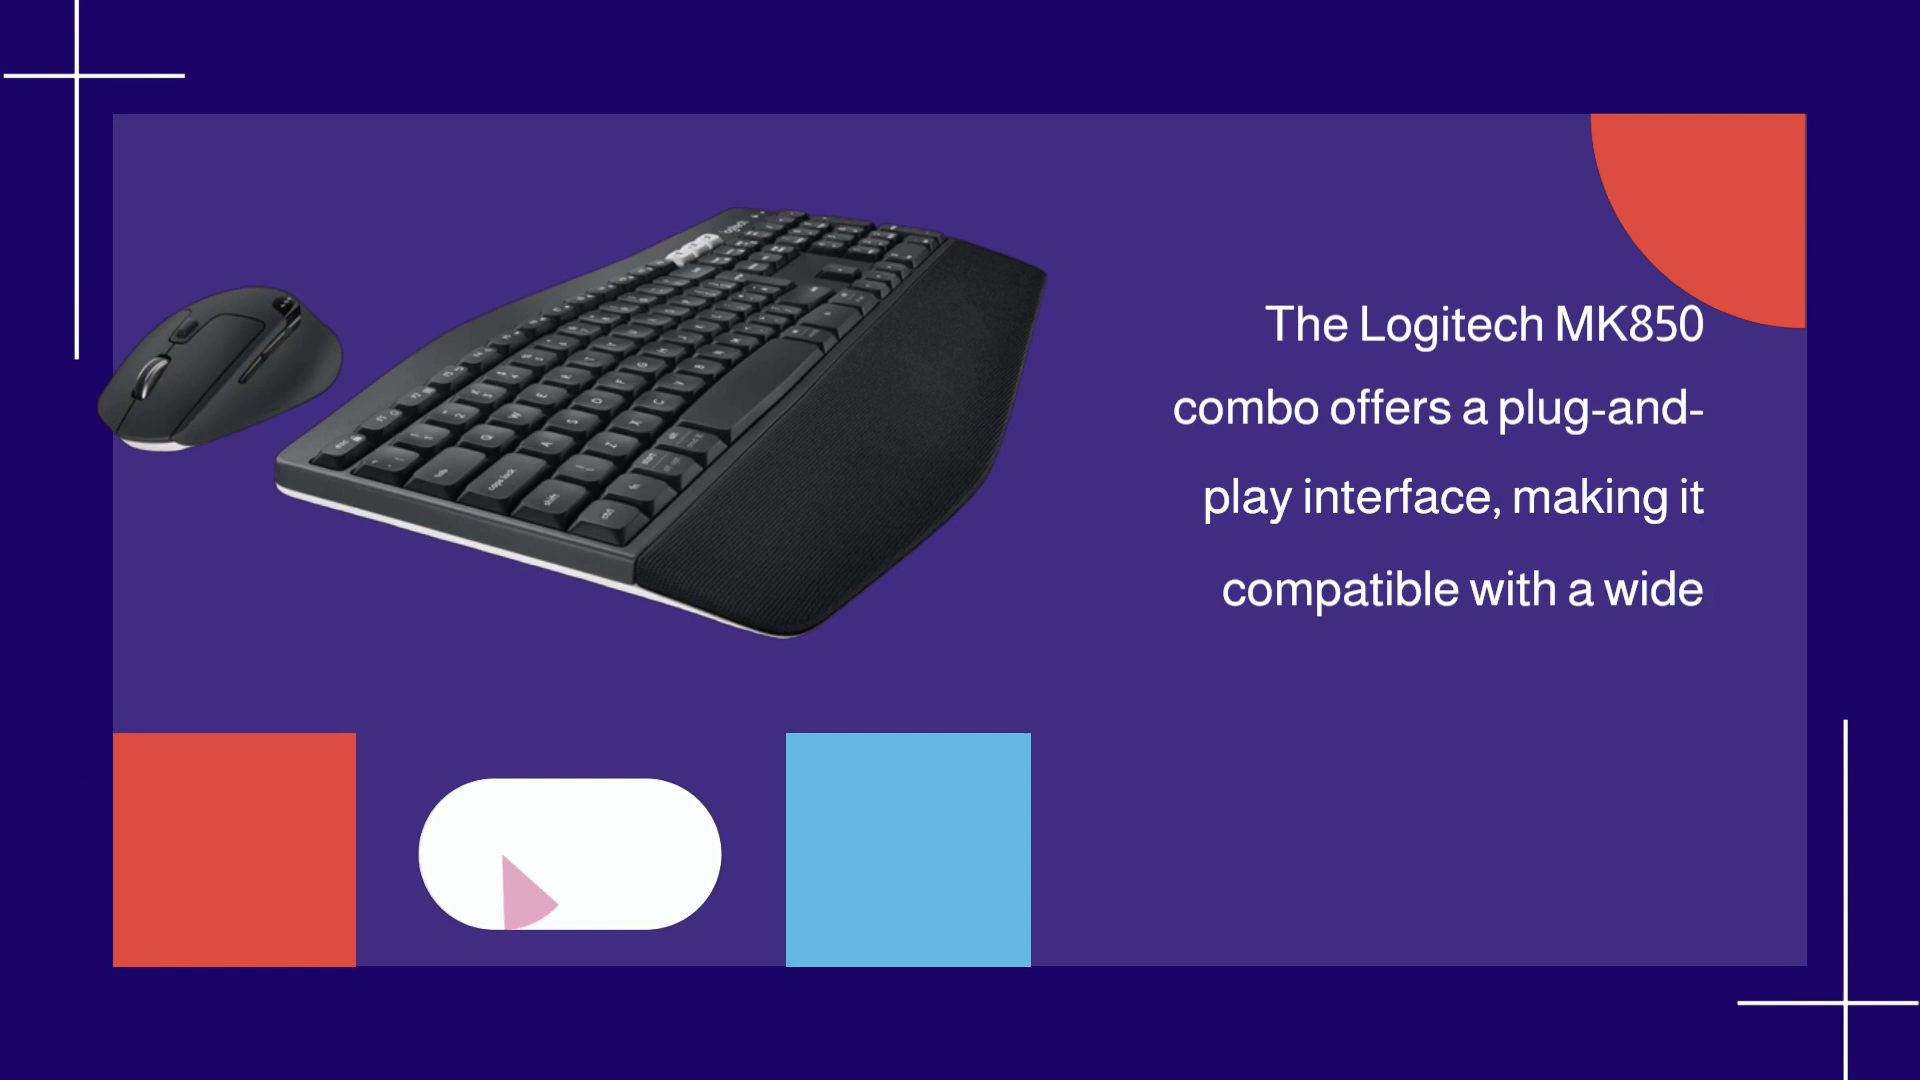 The Logitech MK850
combo offers a plug-and-
play interface, making it
compatible with a wide